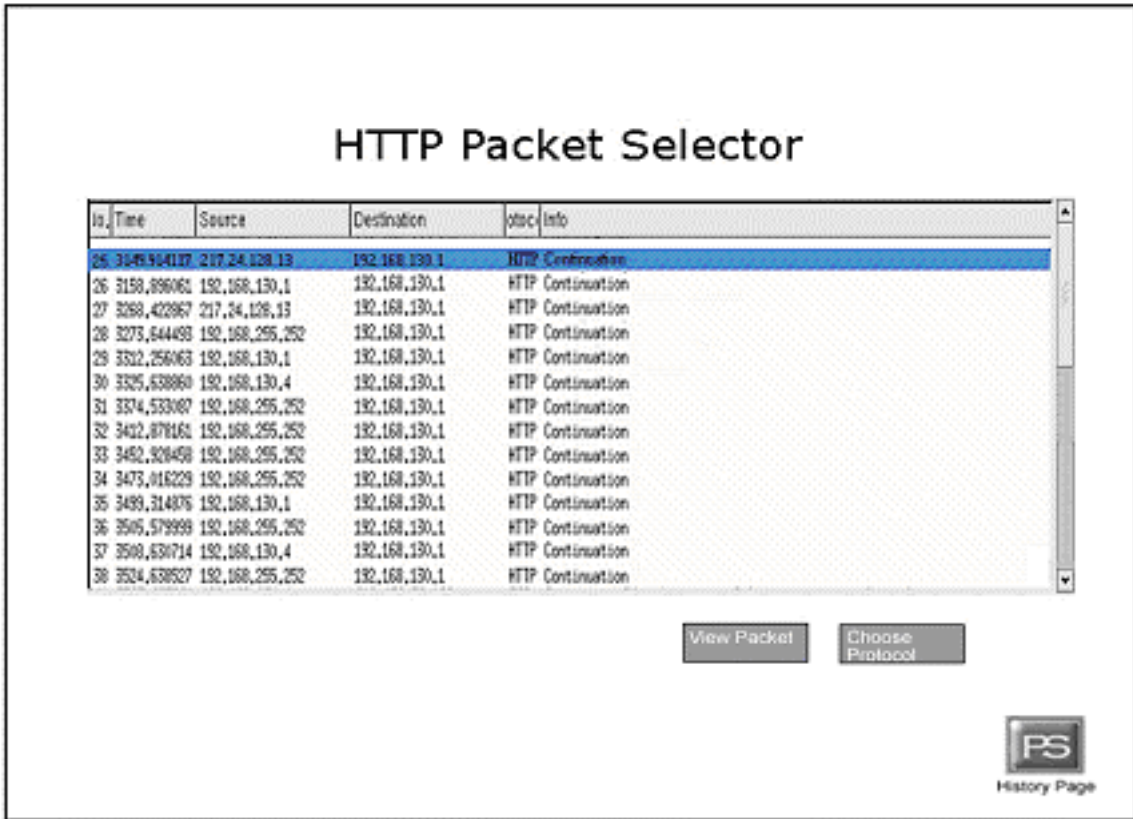 HTTP Packet Selector
Time Source Destination Info
26 3149.914117 217.24.128.13 192.168.130.1 HTTP Continuation
26 3158.896061 192.168.130.1 192.168.130.1 HTTP Continuation
27 3268.422867 217.24.128.13 192.168.130.1 HTTP Continuation
28 3273.644493 192.168.255.252 192.168.130.1 HTTP Continuation
29 3312.256063 192.168.130.1 192.168.130.1 HTTP Continuation
30 3325.638860 192.168.130.4 192.168.130.1 HTTP Continuation
31 3374.533087 192.168.255.252 192.168.130.1 HTTP Continuation
32 3412.878161 192.168.255.252 192.168.130.1 HTTP Continuation
33 3452.928458 192.168.255.252 192.168.130.1 HTTP Continuation
34 3473.016229 192.168.255.252 192.168.130.1 HTTP Continuation
35 3499.314876 192.168.130.1 192.168.130.1 HTTP Continuation
36 3505.579999 192.168.255.252 192.168.130.1 HTTP Continuation
37 3508.630714 192.168.130.4 192.168.130.1 HTTP Continuation
38 3524.638527 192.168.255.252 192.168.130.1 HTTP Continuation
View Packet
Choose
Protocol
PS
History Page